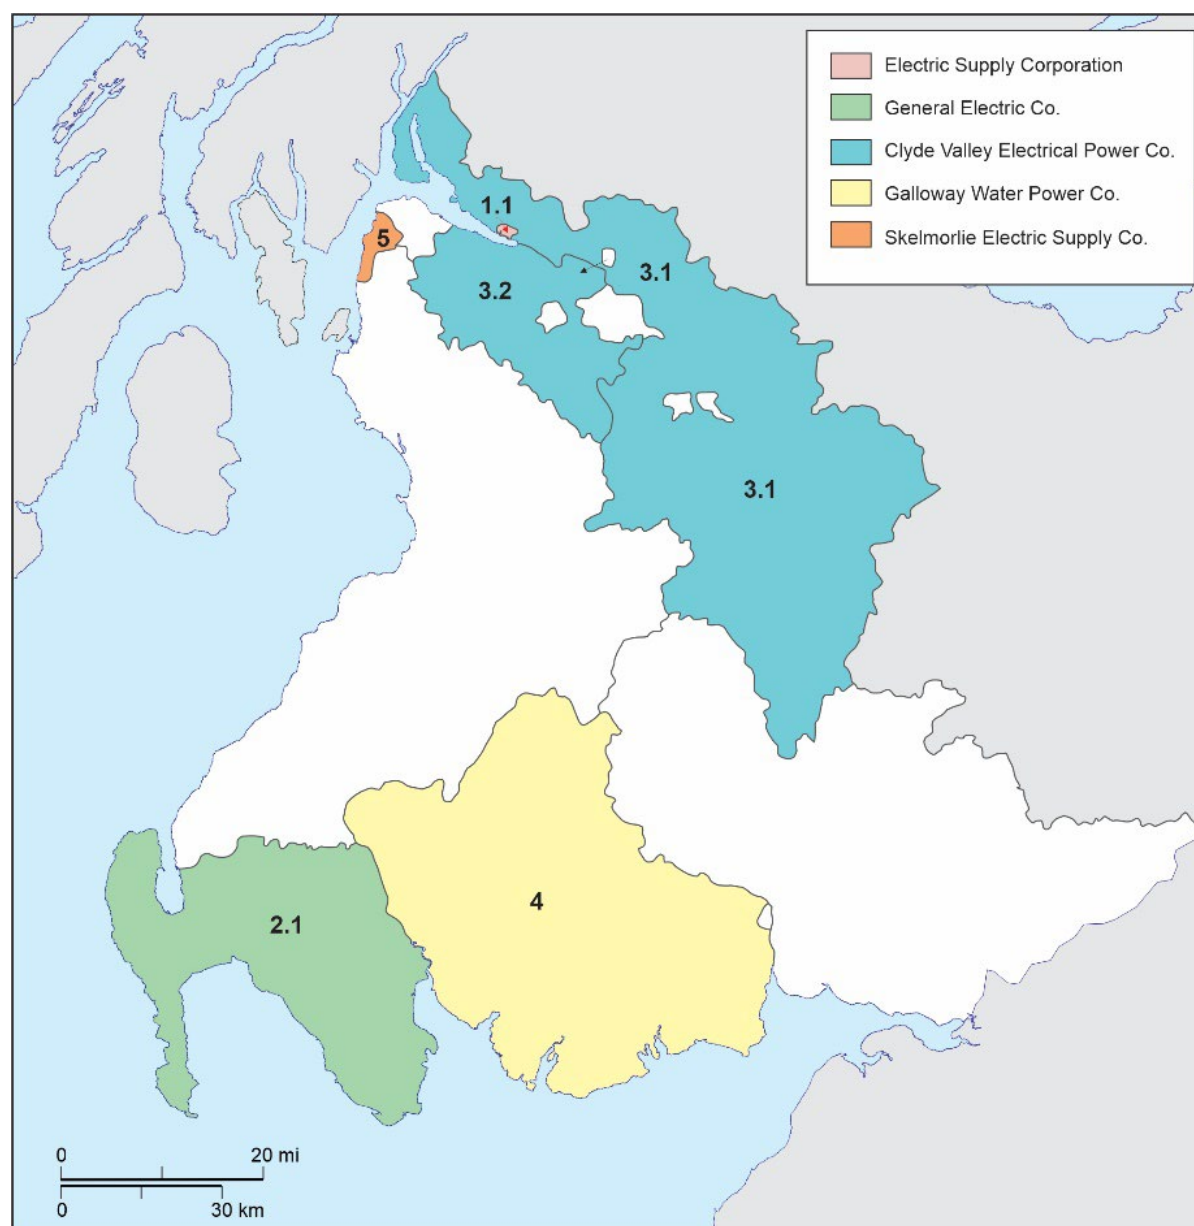 Electric Supply Corporation
General Electric Co.
Clyde Valley Electrical Power Co.
Galloway Water Power Co.
Skelmorlie Electric Supply Co.
1.1
5
3.1
3.2
3.1
4
2.1
0 20 mi
0 30 km